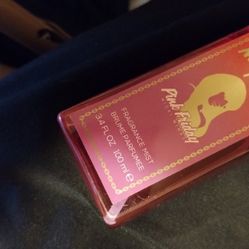 Pink Friday
FRAGRANCE MIST
BRUME PARFUMÉE
3.4 FL.OZ. 100 ml e